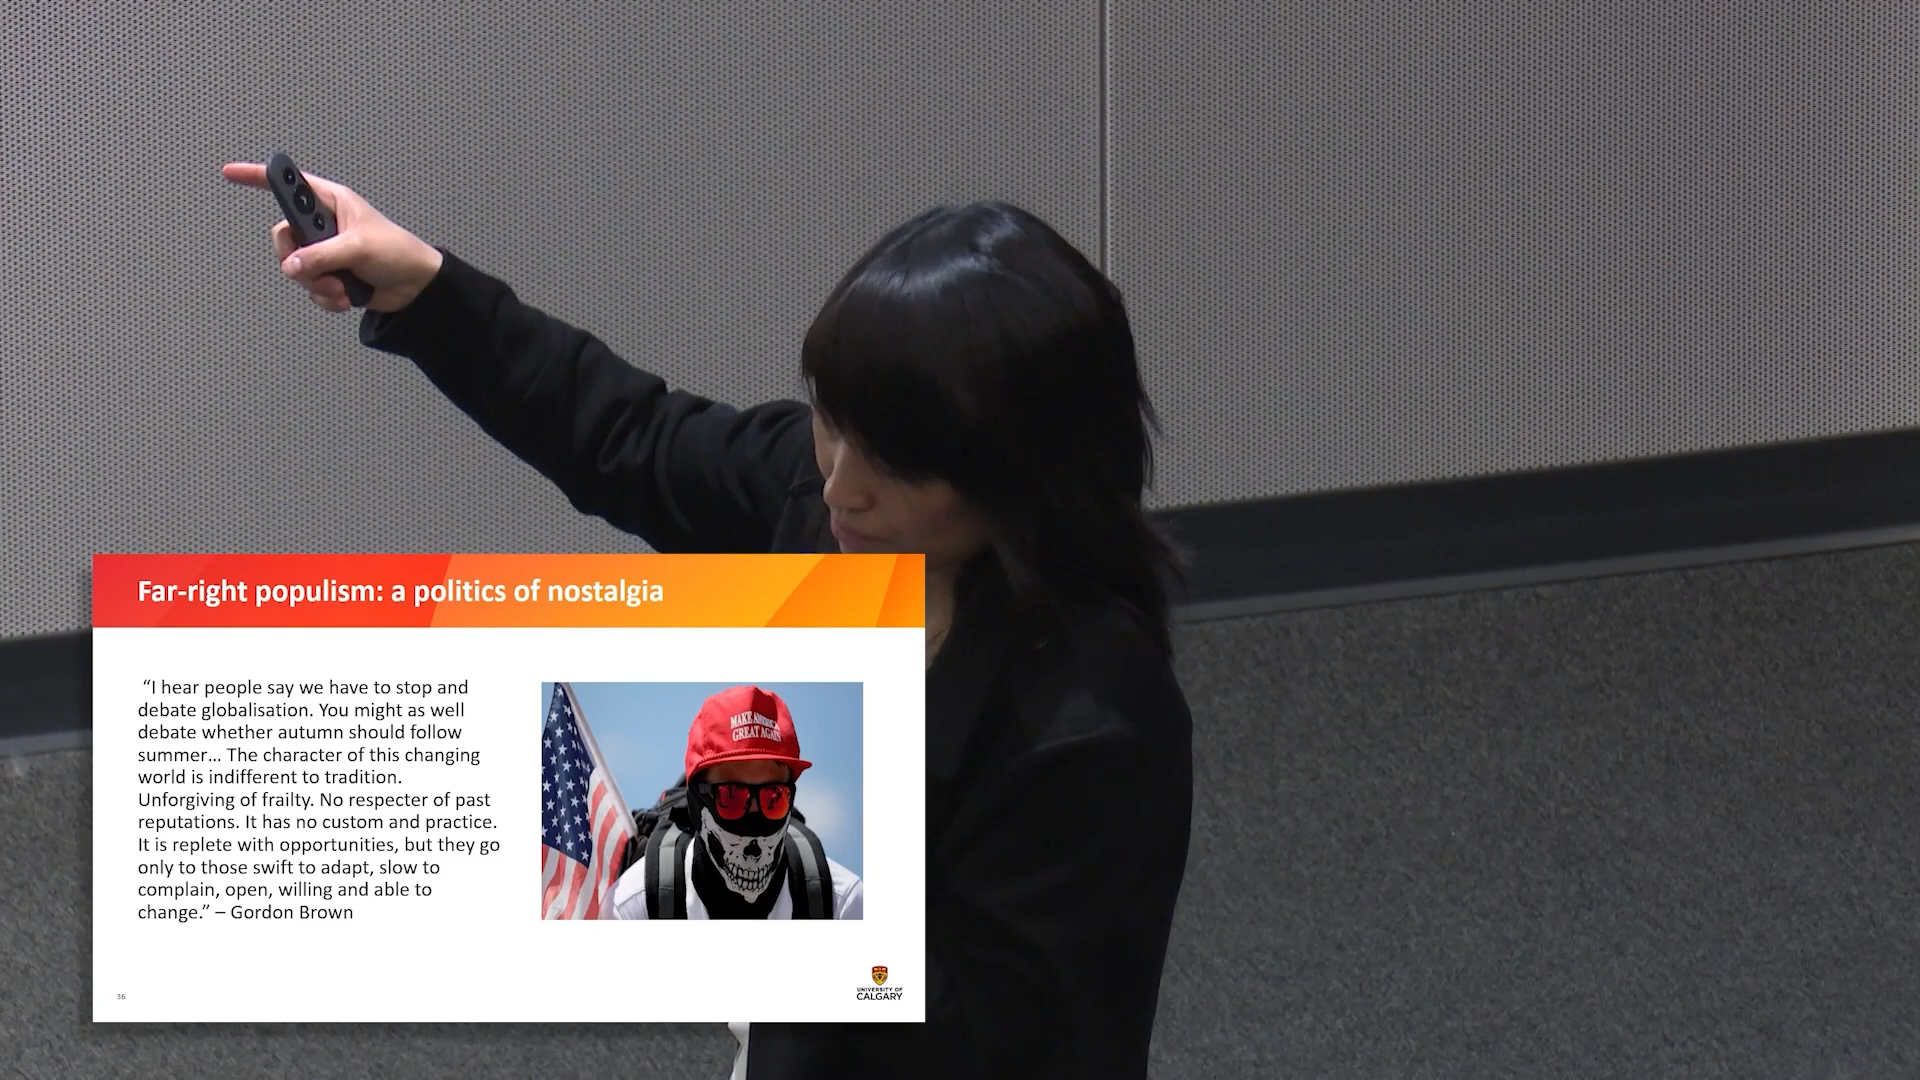 Far-right populism: a politics of nostalgia
“I hear people say we have to stop and
debate globalisation. You might as well
debate whether autumn should follow
summer... The character of this changing
world is indifferent to tradition.
Unforgiving of frailty. No respecter of past
reputations. It has no custom and practice.
It is replete with opportunities, but they go
only to those swift to adapt, slow to
complain, open, willing and able to
change.” – Gordon Brown
MAKE AMERICA
GREAT AGAIN
36
UNIVERSITY OF
CALGARY